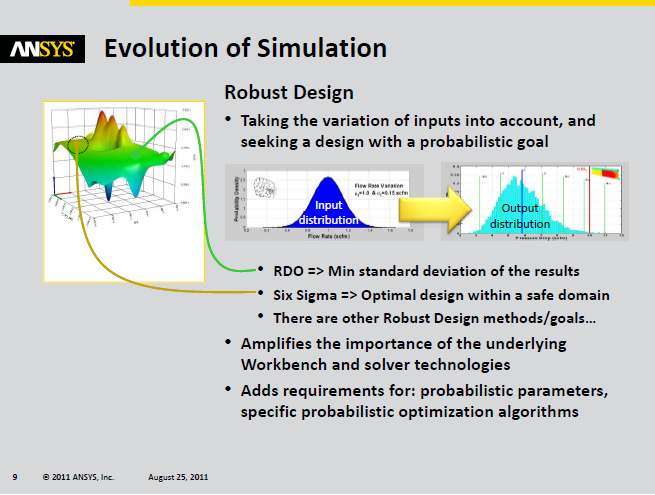 ANSYS
Evolution of Simulation
Robust Design
• Taking the variation of inputs into account, and
seeking a design with a probabilistic goal
Probability Density
Flow Rate Variation
Input
distribution
Flow Rate (scfm)
Output
distribution
• RDO => Min standard deviation of the results
• Six Sigma => Optimal design within a safe domain
• There are other Robust Design methods/goals…
• Amplifies the importance of the underlying
Workbench and solver technologies
• Adds requirements for: probabilistic parameters,
specific probabilistic optimization algorithms
9 © 2011 ANSYS, Inc. August 25, 2011